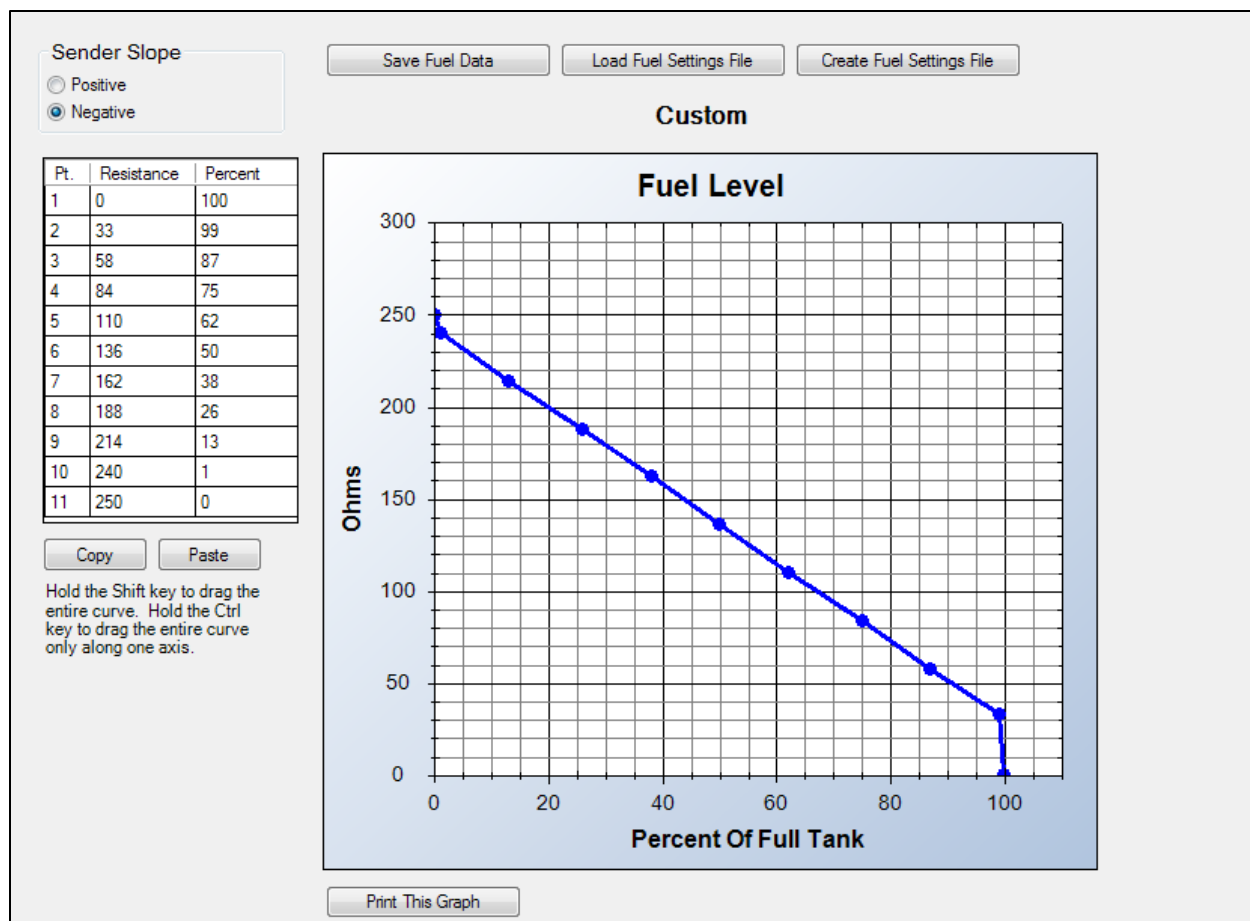 Sender Slope
Positive
Negative
Save Fuel Data
Load Fuel Settings File
Create Fuel Settings File
Custom
Pt. Resistance Percent
1 0 100
2 33 99
3 58 87
4 84 75
5 110 62
6 136 50
7 162 38
8 188 26
9 214 13
10 240 1
11 250 0
Copy
Paste
Hold the Shift key to drag the
entire curve. Hold the Ctrl
key to drag the entire curve
only along one axis.
Fuel Level
300
250
200
150
100
50
0
Ohms
0 20 40 60 80 100
Percent Of Full Tank
Print This Graph